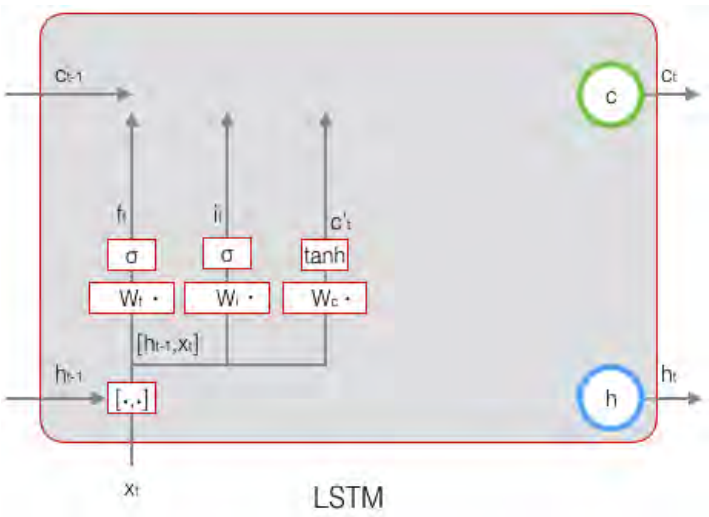 Ct-1
c
Ct
ft
it
c't
σ
σ
tanh
Wf ·
Wi ·
Wc ·
[ht-1,xt]
ht-1
[·,·]
h
ht
xt
LSTM